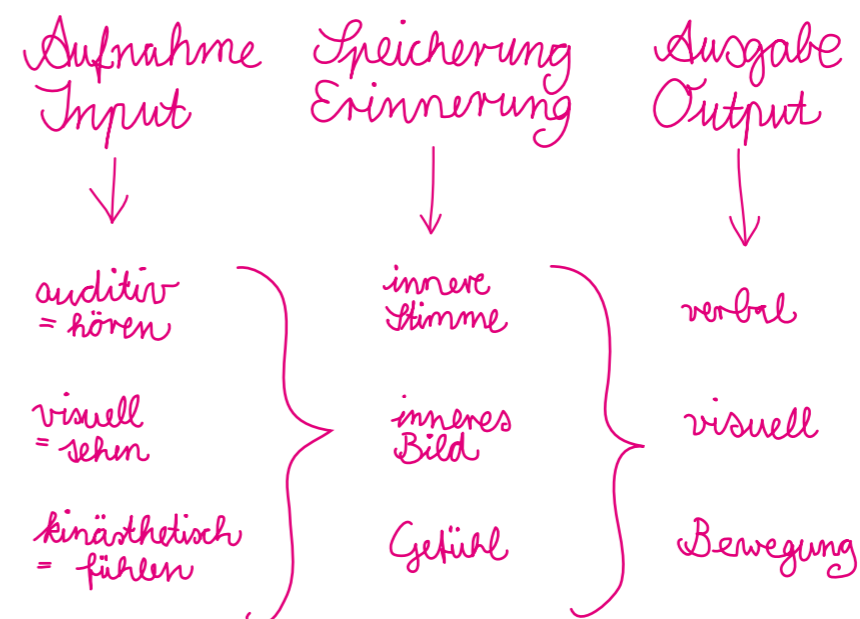 Aufnahme
Input
Speicherung
Erinnerung
Ausgabe
Output
auditiv
= hören
visuell
= sehen
kinästhetisch
= fühlen
innere
Stimme
inneres
Bild
Gefühl
verbal
visuell
Bewegung